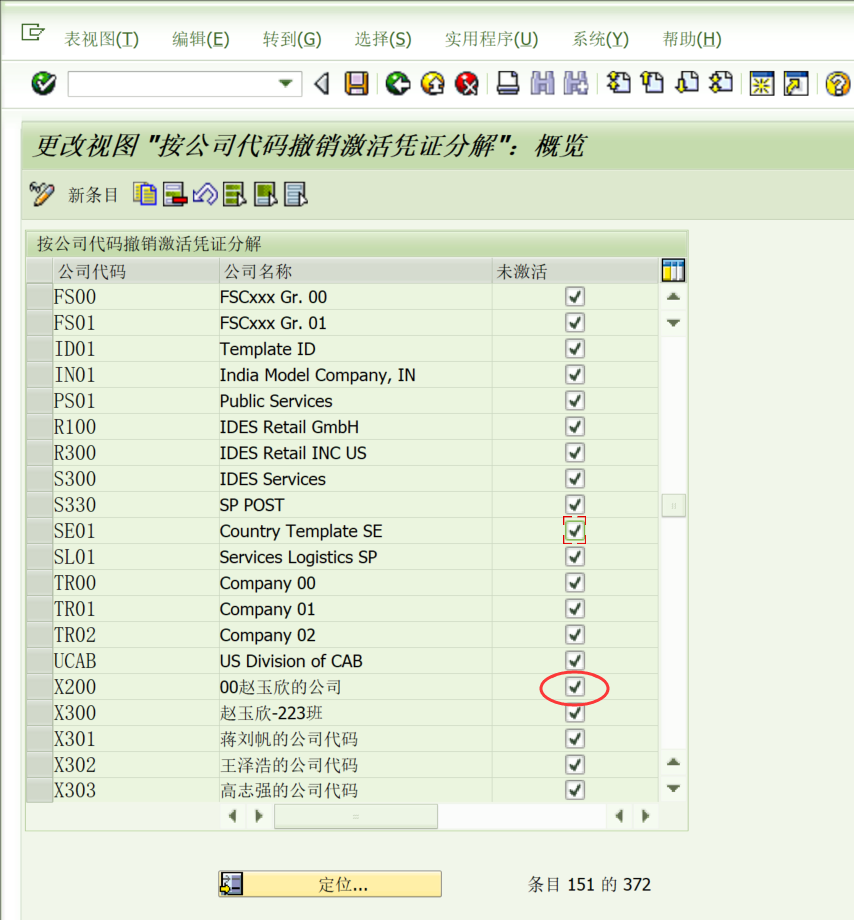 表视图(T) 编辑(E) 转到(G) 选择(S) 实用程序(U) 系统(Y) 帮助(H)
更改视图 "按公司代码撤销激活凭证分解": 概览
新条目
按公司代码撤销激活凭证分解
公司代码 公司名称 未激活
FS00 FSCxxx Gr. 00
FS01 FSCxxx Gr. 01
ID01 Template ID
IN01 India Model Company, IN
PS01 Public Services
R100 IDES Retail GmbH
R300 IDES Retail INC US
S300 IDES Services
S330 SP POST
SE01 Country Template SE
SL01 Services Logistics SP
TR00 Company 00
TR01 Company 01
TR02 Company 02
UCAB US Division of CAB
X200 00赵玉欣的公司
X300 赵玉欣-223班
X301 蒋刘帆的公司代码
X302 王泽浩的公司代码
X303 高志强的公司代码
定位... 条目 151 的 372